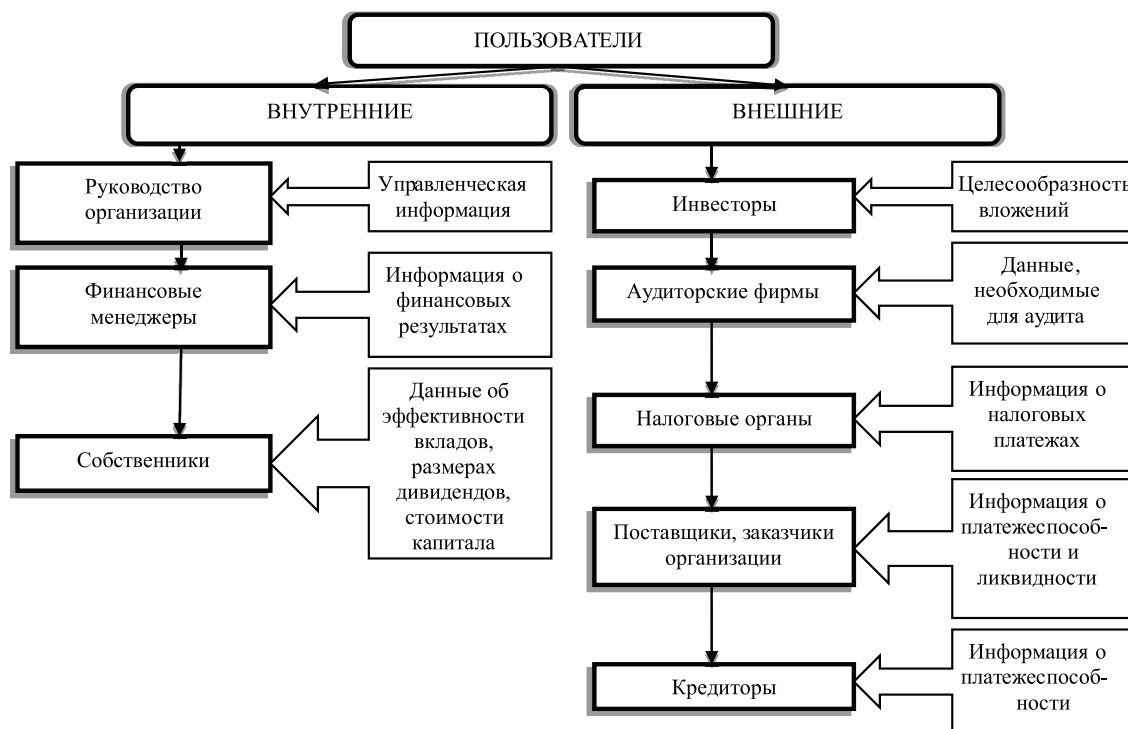 ПОЛЬЗОВАТЕЛИ
ВНУТРЕННИЕ
ВНЕШНИЕ
Руководство
организации
Управленческая
информация
Финансовые
менеджеры
Информация о
финансовых
результатах
Собственники
Данные об
эффективности
вкладов,
размерах
дивидендов,
стоимости
капитала
Инвесторы
Целесообразность
вложений
Аудиторские фирмы
Данные,
необходимые
для аудита
Налоговые органы
Информация о
налоговых
платежах
Поставщики, заказчики
организации
Информация о
платежеспособ-
ности и
ликвидности
Кредиторы
Информация о
платежеспособ-
ности